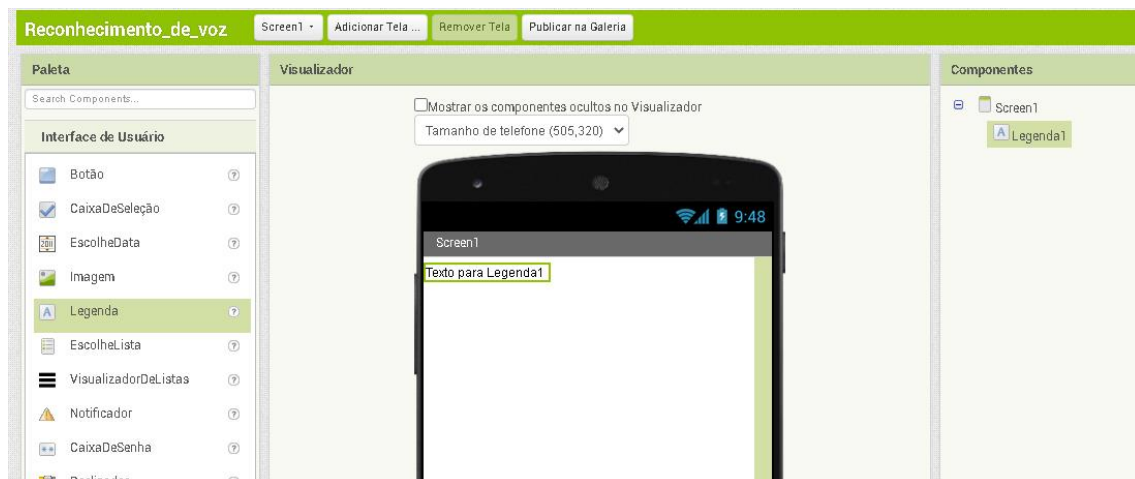 Reconhecimento_de_voz
Screen1
Adicionar Tela ...
Remover Tela
Publicar na Galeria
Paleta
Visualizador
Componentes
Search Components...
Mostrar os componentes ocultos no Visualizador
Screen1
Tamanho de telefone (505,320)
Interface de Usuário
Legenda1
Botão
CaixaDeSeleção
9:48
EscolheData
Screen1
Imagem
Texto para Legenda1
Legenda
EscolheLista
VisualizadorDeListas
Notificador
CaixaDeSenha